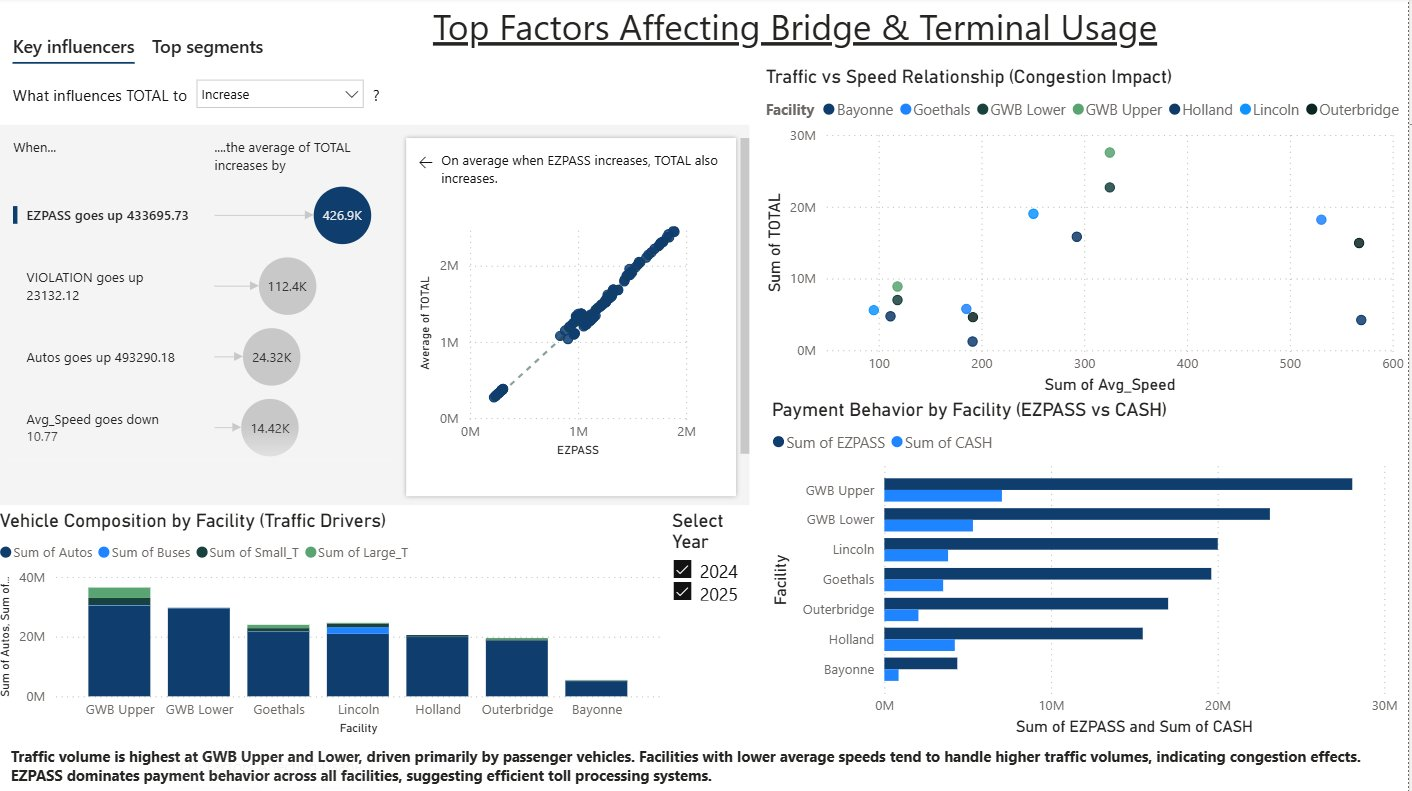 Top Factors Affecting Bridge & Terminal Usage
Key influencers Top segments
What influences TOTAL to Increase ?
When...
....the average of TOTAL
increases by
EZPASS goes up 433695.73
426.9K
VIOLATION goes up
23132.12
112.4K
Autos goes up 493290.18
24.32K
Avg_Speed goes down
10.77
14.42K
On average when EZPASS increases, TOTAL also
increases.
Average of TOTAL
2M
1M
0M
0M 1M 2M
EZPASS
Traffic vs Speed Relationship (Congestion Impact)
Facility Bayonne Goethals GWB Lower GWB Upper Holland Lincoln Outerbridge
Sum of TOTAL
30M
20M
10M
0M
100 200 300 400 500 600
Sum of Avg_Speed
Payment Behavior by Facility (EZPASS vs CASH)
Sum of EZPASS Sum of CASH
Facility
GWB Upper
GWB Lower
Lincoln
Goethals
Outerbridge
Holland
Bayonne
0M 10M 20M 30M
Sum of EZPASS and Sum of CASH
Vehicle Composition by Facility (Traffic Drivers)
Sum of Autos Sum of Buses Sum of Small_T Sum of Large_T
Sum of Autos, Sum of...
40M
20M
0M
GWB Upper GWB Lower Goethals Lincoln Holland Outerbridge Bayonne
Facility
Select
Year
2024
2025
Traffic volume is highest at GWB Upper and Lower, driven primarily by passenger vehicles. Facilities with lower average speeds tend to handle higher traffic volumes, indicating congestion effects.
EZPASS dominates payment behavior across all facilities, suggesting efficient toll processing systems.